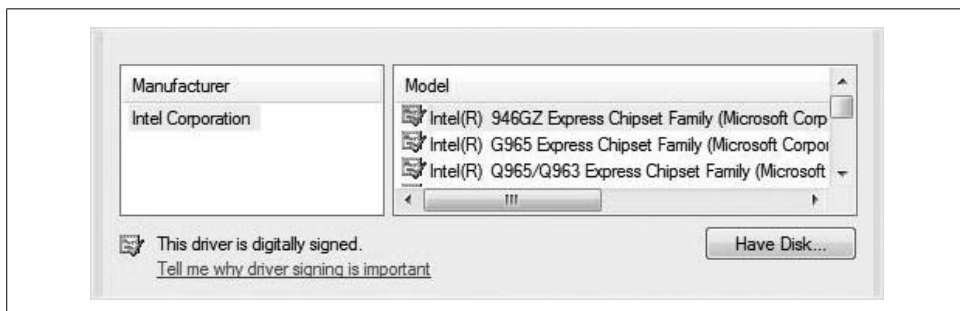 Manufacturer
Intel Corporation
Model
Intel(R) 946GZ Express Chipset Family (Microsoft Corp
Intel(R) G965 Express Chipset Family (Microsoft Corpor
Intel(R) Q965/Q963 Express Chipset Family (Microsoft
This driver is digitally signed.
Tell me why driver signing is important
Have Disk...